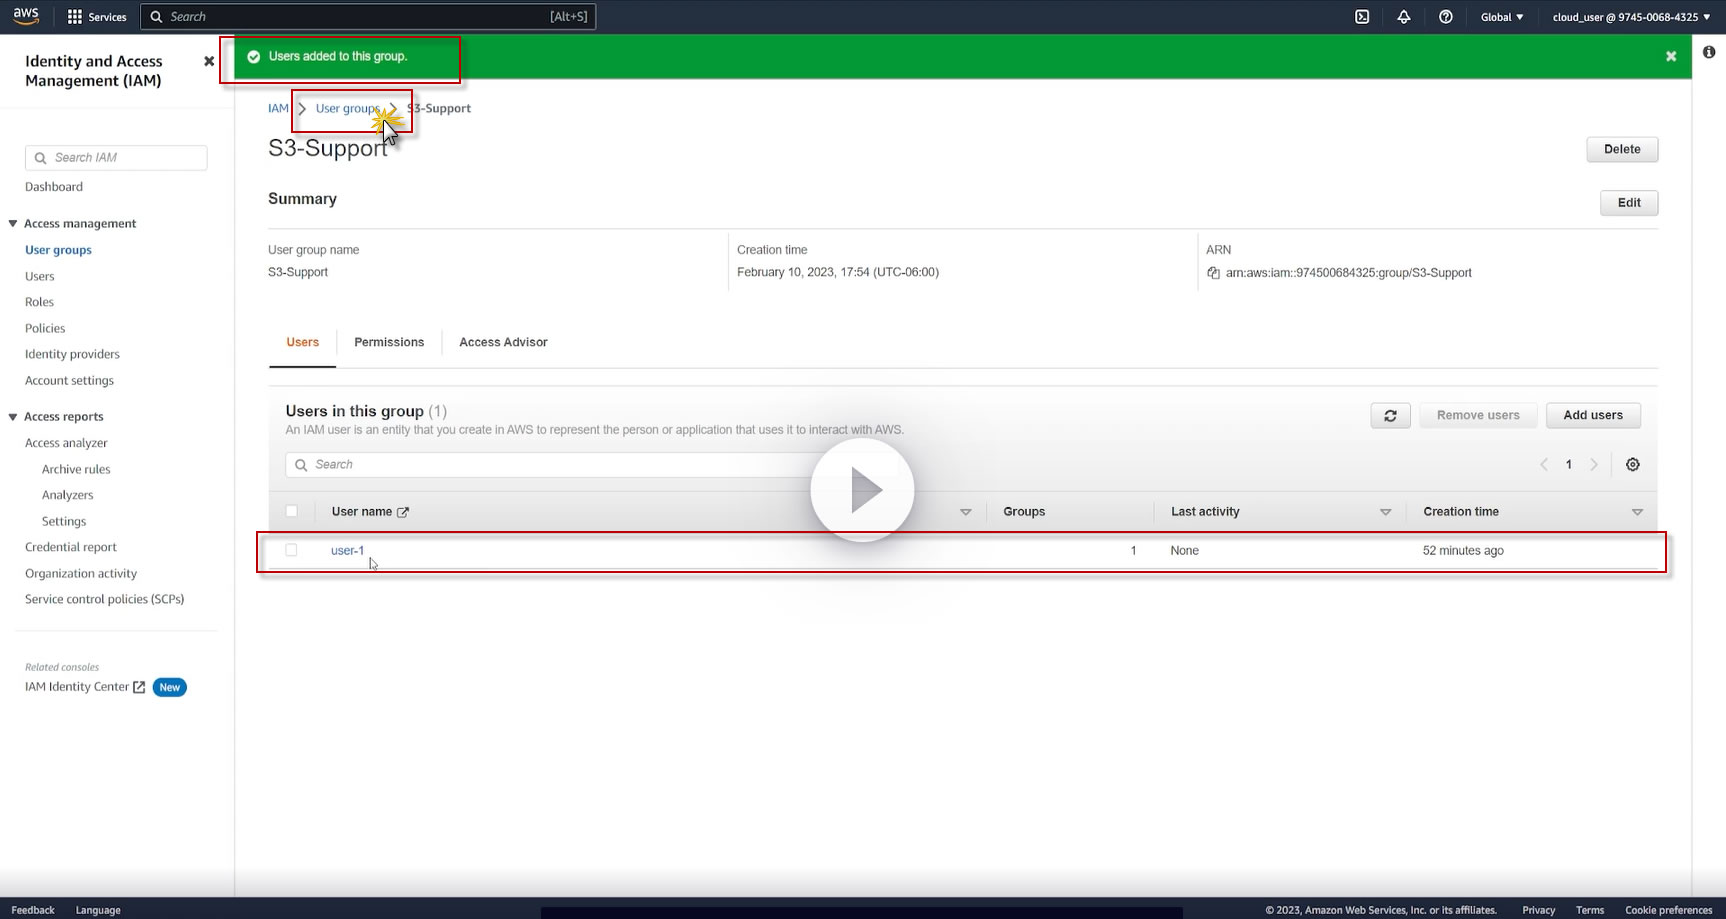 aws
Services
Search
[Alt+S]
Global
cloud_user @ 9745-0068-4325
Identity and Access
Management (IAM)
Search IAM
Dashboard
Access management
User groups
Users
Roles
Policies
Identity providers
Account settings
Access reports
Access analyzer
Archive rules
Analyzers
Settings
Credential report
Organization activity
Service control policies (SCPs)
Related consoles
IAM Identity Center
New
Users added to this group.
IAM
User groups
S3-Support
S3-Support
Delete
Summary
Edit
User group name
S3-Support
Creation time
February 10, 2023, 17:54 (UTC-06:00)
ARN
arn:aws:iam::974500684325:group/S3-Support
Users
Permissions
Access Advisor
Users in this group (1)
An IAM user is an entity that you create in AWS to represent the person or application that uses it to interact with AWS.
Remove users
Add users
Search
1
User name
Groups
Last activity
Creation time
user-1
1
None
52 minutes ago
Feedback
Language
© 2023, Amazon Web Services, Inc. or its affiliates.
Privacy
Terms
Cookie preferences